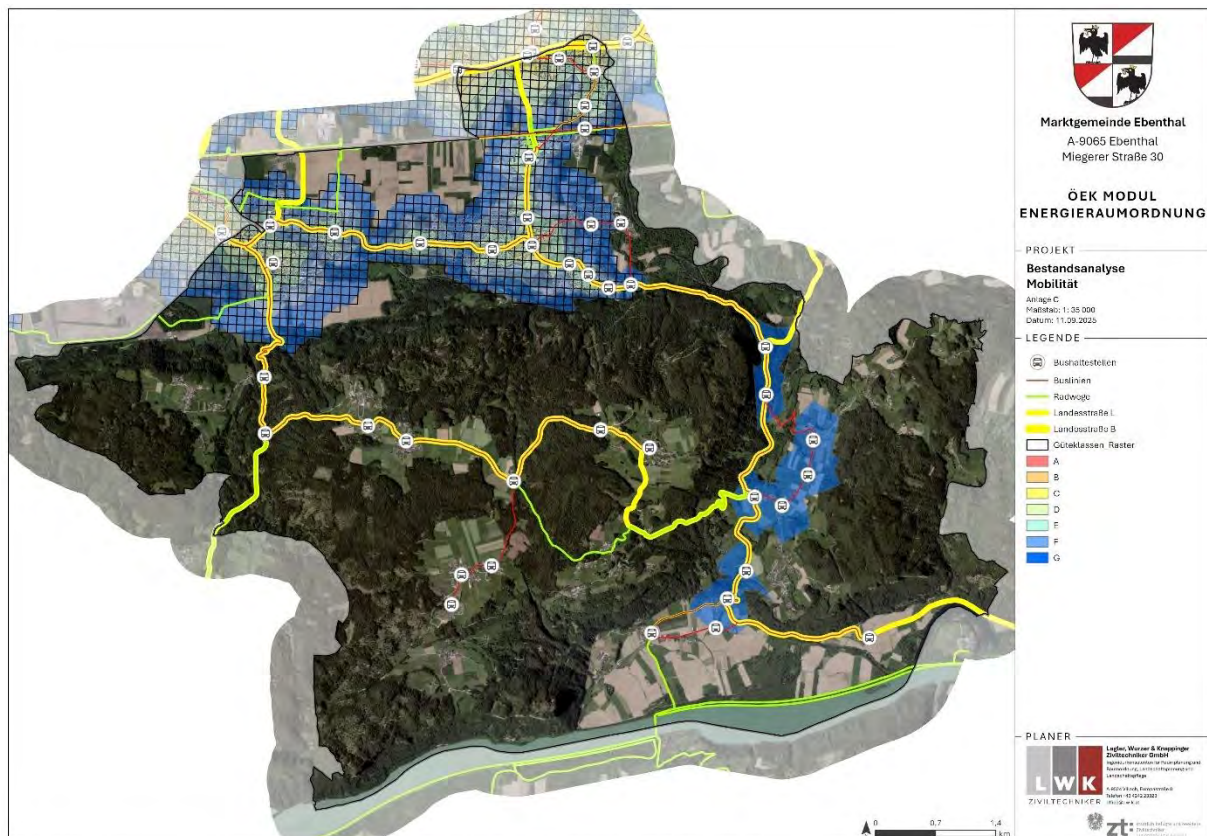 Marktgemeinde Ebenthal
A-9065 Ebenthal
Miegerer Straße 30
ÖEK MODUL
ENERGIERAUMORDNUNG
PROJEKT
Bestandsanalyse
Mobilität
Anlage C
Maßstab: 1: 35 000
Datum: 11.09.2025
LEGENDE
Bushaltestellen
Buslinien
Radwege
Landesstraße L
Landesstraße B
Güteklassen_Raster
A
B
C
D
E
F
G
PLANER
LWK
ZIVILTECHNIKER
Ziviltechniker GmbH
zt:
0 0,7 1,4
km